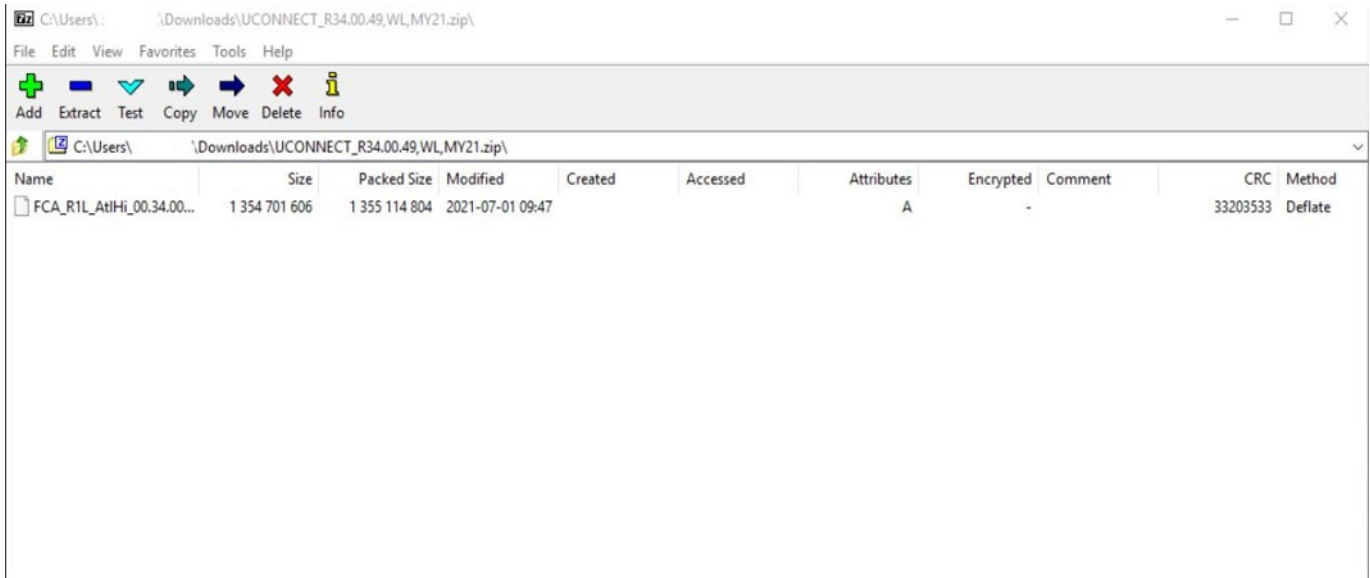 C:\Users\ \Downloads\UCONNECT_R34.00.49,WL,MY21.zip\
File Edit View Favorites Tools Help
Add Extract Test Copy Move Delete Info
C:\Users\ \Downloads\UCONNECT_R34.00.49,WL,MY21.zip\
Name Size Packed Size Modified Created Accessed Attributes Encrypted Comment CRC Method
FCA_R1L_AtlHi_00.34.00... 1 354 701 606 1 355 114 804 2021-07-01 09:47 A - 33203533 Deflate